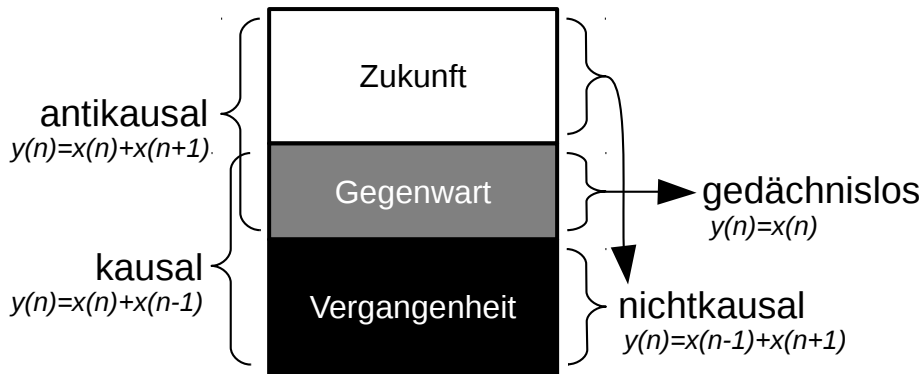 Zukunft
antikausal
y(n)=x(n)+x(n+1)
Gegenwart
gedächnislos
y(n)=x(n)
kausal
y(n)=x(n)+x(n-1)
Vergangenheit
nichtkausal
y(n)=x(n-1)+x(n+1)